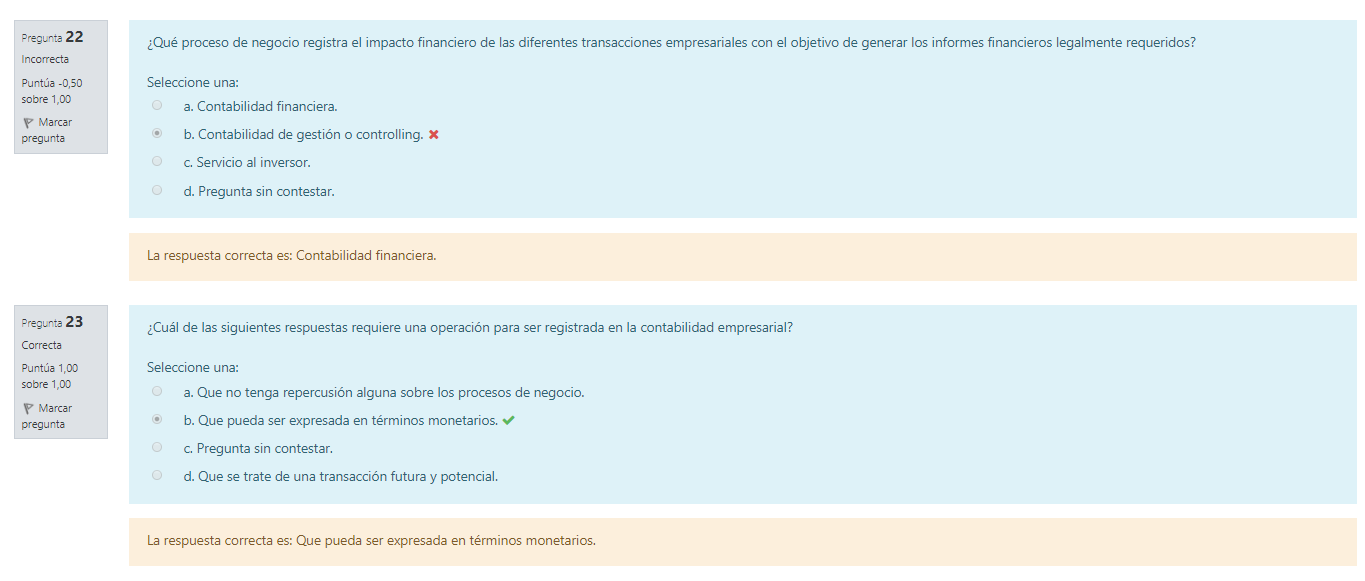 Pregunta 22
Incorrecta
Puntúa -0,50
sobre 1,00
Marcar
pregunta
¿Qué proceso de negocio registra el impacto financiero de las diferentes transacciones empresariales con el objetivo de generar los informes financieros legalmente requeridos?
Seleccione una:
a. Contabilidad financiera.
b. Contabilidad de gestión o controlling.
c. Servicio al inversor.
d. Pregunta sin contestar.
La respuesta correcta es: Contabilidad financiera.
Pregunta 23
Correcta
Puntúa 1,00
sobre 1,00
Marcar
pregunta
¿Cuál de las siguientes respuestas requiere una operación para ser registrada en la contabilidad empresarial?
Seleccione una:
a. Que no tenga repercusión alguna sobre los procesos de negocio.
b. Que pueda ser expresada en términos monetarios.
c. Pregunta sin contestar.
d. Que se trate de una transacción futura y potencial.
La respuesta correcta es: Que pueda ser expresada en términos monetarios.